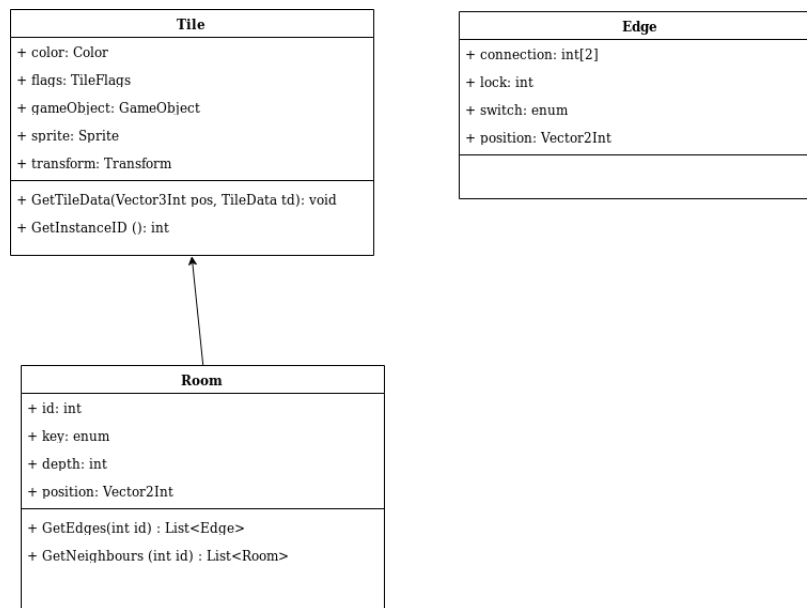 Tile
+ color: Color
+ flags: TileFlags
+ gameObject: GameObject
+ sprite: Sprite
+ transform: Transform
+ GetTileData(Vector3Int pos, TileData td): void
+ GetInstanceID (): int
Edge
+ connection: int[2]
+ lock: int
+ switch: enum
+ position: Vector2Int
Room
+ id: int
+ key: enum
+ depth: int
+ position: Vector2Int
+ GetEdges(int id) : List<Edge>
+ GetNeighbours (int id) : List<Room>